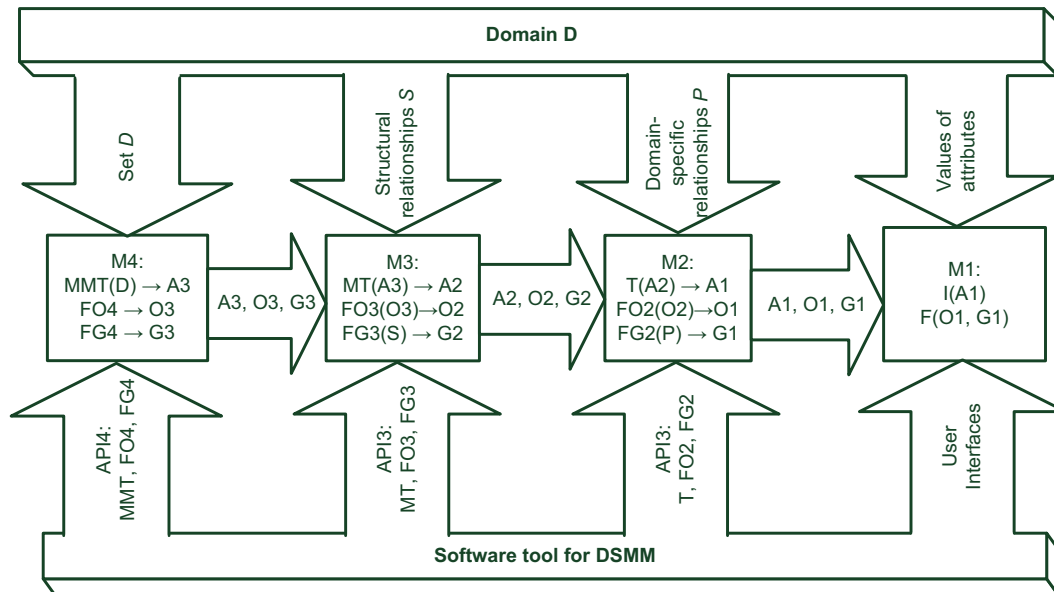 Domain D
Set D
Structural
relationships S
Domain-
specific
relationships P
Values of
attributes
M4:
MMT(D) → A3
FO4 → O3
FG4 → G3
A3, O3, G3
M3:
MT(A3) → A2
FO3(O3)→O2
FG3(S) → G2
A2, O2, G2
M2:
T(A2) → A1
FO2(O2)→O1
FG2(P) → G1
A1, O1, G1
M1:
I(A1)
F(O1, G1)
API4:
MMT, FO4, FG4
API3:
MT, FO3, FG3
API3:
T, FO2, FG2
User
Interfaces
Software tool for DSMM